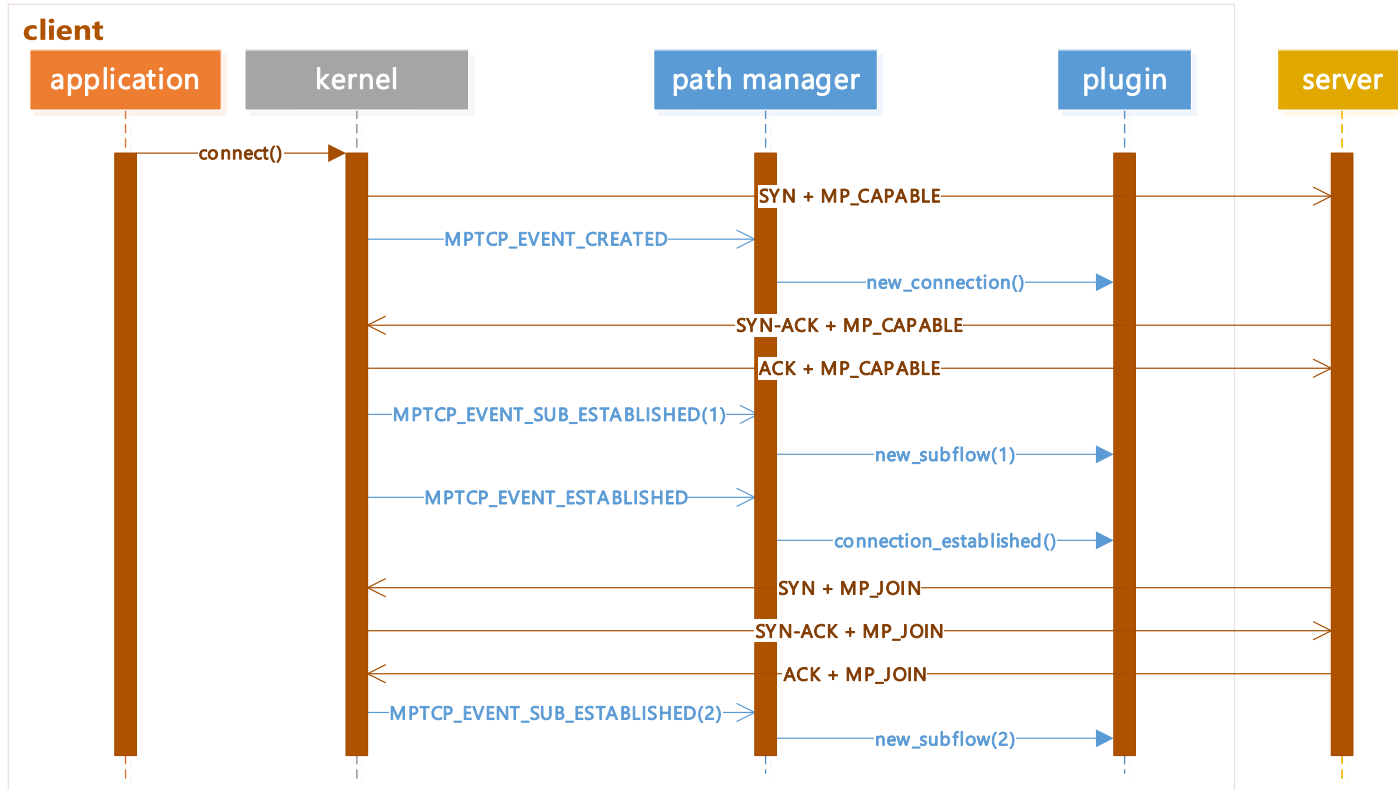 client
application
kernel
path manager
plugin
server
connect()
SYN + MP_CAPABLE
MPTCP_EVENT_CREATED
new_connection()
SYN-ACK + MP_CAPABLE
ACK + MP_CAPABLE
MPTCP_EVENT_SUB_ESTABLISHED(1)
new_subflow(1)
MPTCP_EVENT_ESTABLISHED
connection_established()
SYN + MP_JOIN
SYN-ACK + MP_JOIN
ACK + MP_JOIN
MPTCP_EVENT_SUB_ESTABLISHED(2)
new_subflow(2)